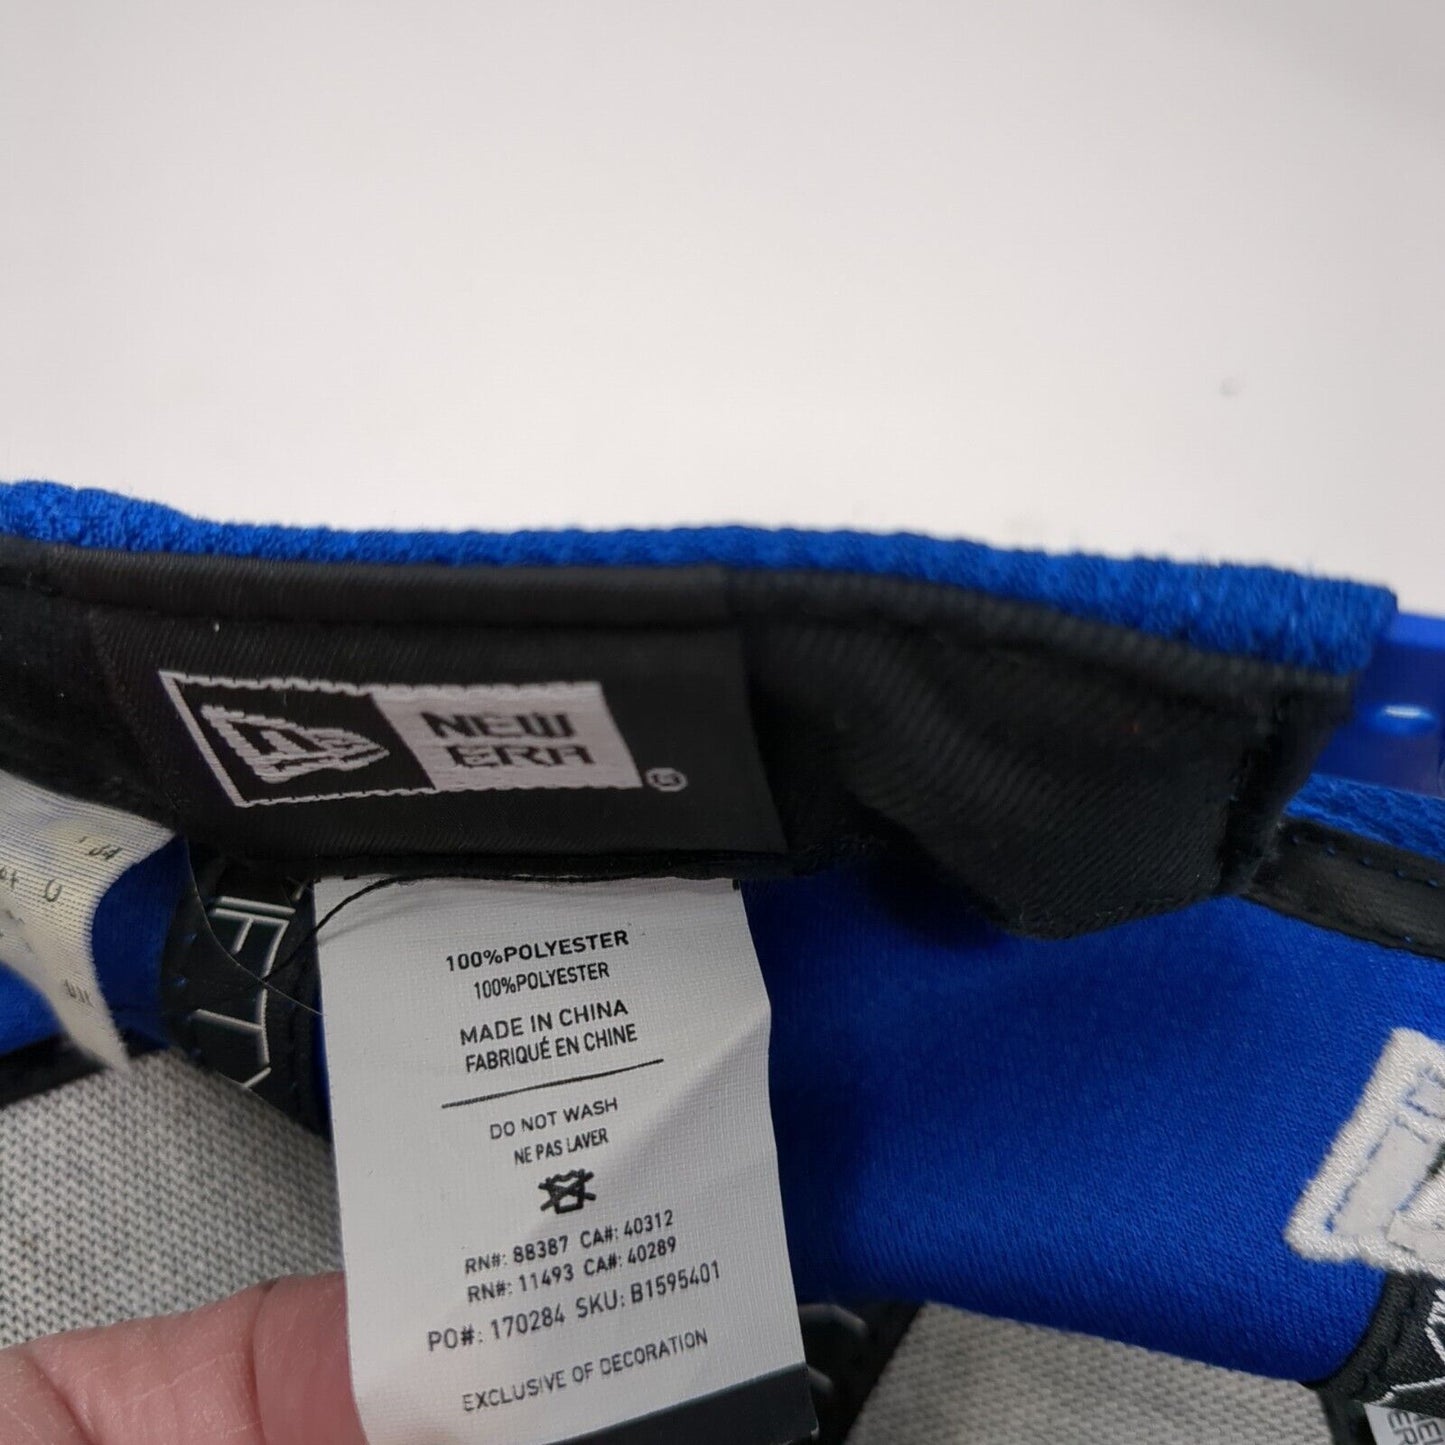 NEW
ERA
®
100%POLYESTER
100%POLYESTER
MADE IN CHINA
FABRIQUÉ EN CHINE
DO NOT WASH
NE PAS LAVER
RN#: 88387 CA#: 40312
RN#: 11493 CA#: 40289
PO#: 170284 SKU: B1595401
EXCLUSIVE OF DECORATION